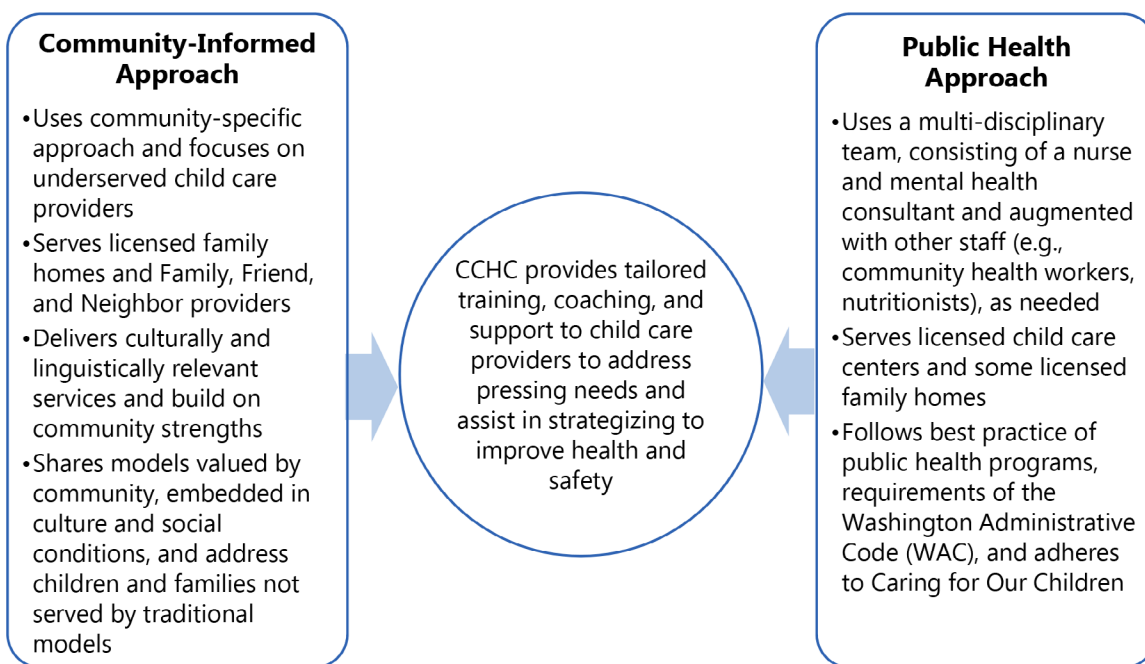 Community-Informed
Approach
•Uses community-specific
approach and focuses on
underserved child care
providers
•Serves licensed family
homes and Family, Friend,
and Neighbor providers
•Delivers culturally and
linguistically relevant
services and build on
community strengths
•Shares models valued by
community, embedded in
culture and social
conditions, and address
children and families not
served by traditional
models
CCHC provides tailored
training, coaching, and
support to child care
providers to address
pressing needs and
assist in strategizing to
improve health and
safety
Public Health
Approach
•Uses a multi-disciplinary
team, consisting of a nurse
and mental health
consultant and augmented
with other staff (e.g.,
community health workers,
nutritionists), as needed
•Serves licensed child care
centers and some licensed
family homes
•Follows best practice of
public health programs,
requirements of the
Washington Administrative
Code (WAC), and adheres
to Caring for Our Children